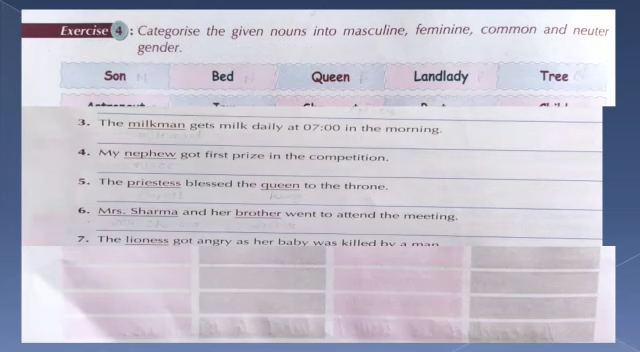 Exercise 4 : Categorise the given nouns into masculine, feminine, common and neuter
gender.
Son M Bed N Queen F Landlady F Tree N
3. The milkman gets milk daily at 07:00 in the morning.
4. My nephew got first prize in the competition.
5. The priestess blessed the queen to the throne.
6. Mrs. Sharma and her brother went to attend the meeting.
7. The lioness got angry as her baby was killed by a man